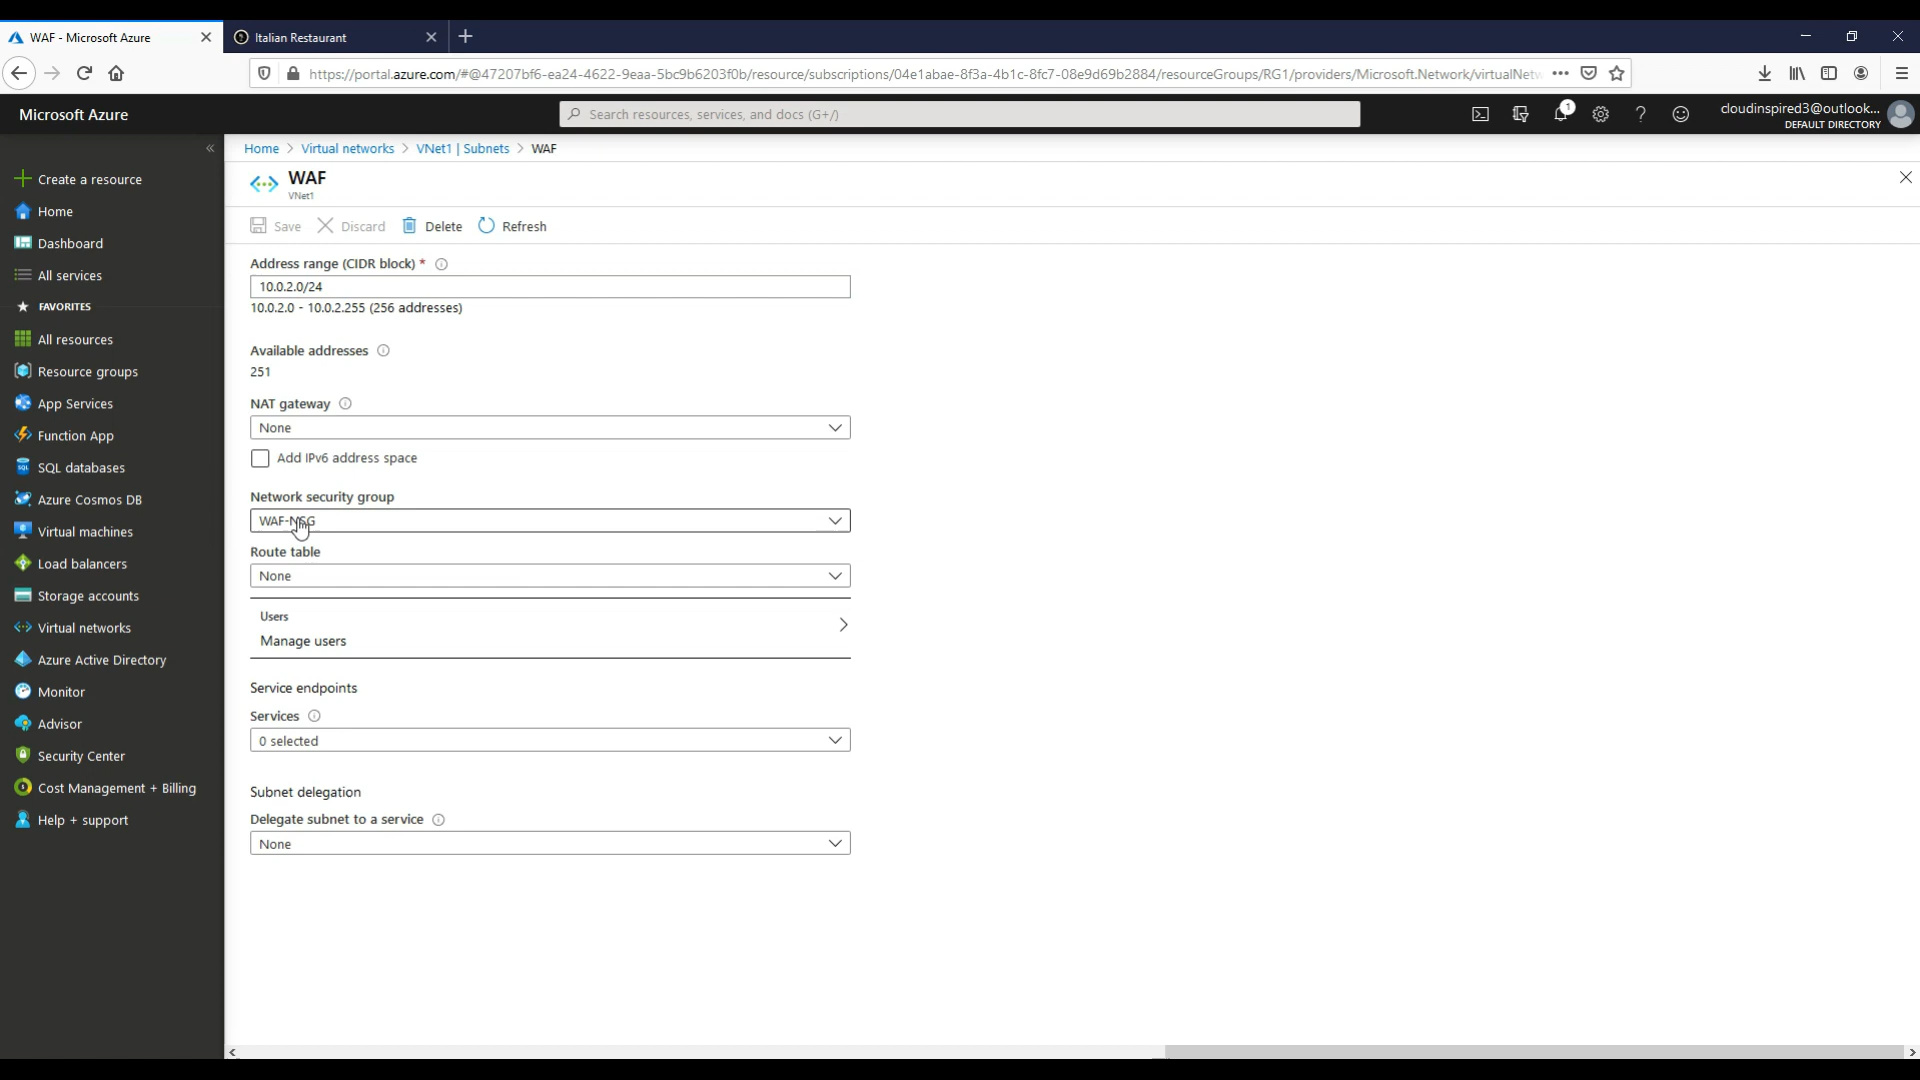 WAF - Microsoft Azure
Italian Restaurant
https://portal.azure.com/#@47207bf6-ea24-4622-9eaa-5bc9b6203f0b/resource/subscriptions/04e1abae-8f3a-4b1c-8fc7-08e9d69b2884/resourceGroups/RG1/providers/Microsoft.Network/virtualNetw
Microsoft Azure
Search resources, services, and docs (G+/)
1
cloudinspired3@outlook...
DEFAULT DIRECTORY
Home > Virtual networks > VNet1 | Subnets > WAF
WAF
VNet1
Save
Discard
Delete
Refresh
Create a resource
Home
Dashboard
All services
FAVORITES
All resources
Resource groups
App Services
Function App
SQL databases
Azure Cosmos DB
Virtual machines
Load balancers
Storage accounts
Virtual networks
Azure Active Directory
Monitor
Advisor
Security Center
Cost Management + Billing
Help + support
Address range (CIDR block) *
10.0.2.0/24
10.0.2.0 - 10.0.2.255 (256 addresses)
Available addresses
251
NAT gateway
None
Add IPv6 address space
Network security group
WAF-NSG
Route table
None
Users
Manage users
Service endpoints
Services
0 selected
Subnet delegation
Delegate subnet to a service
None